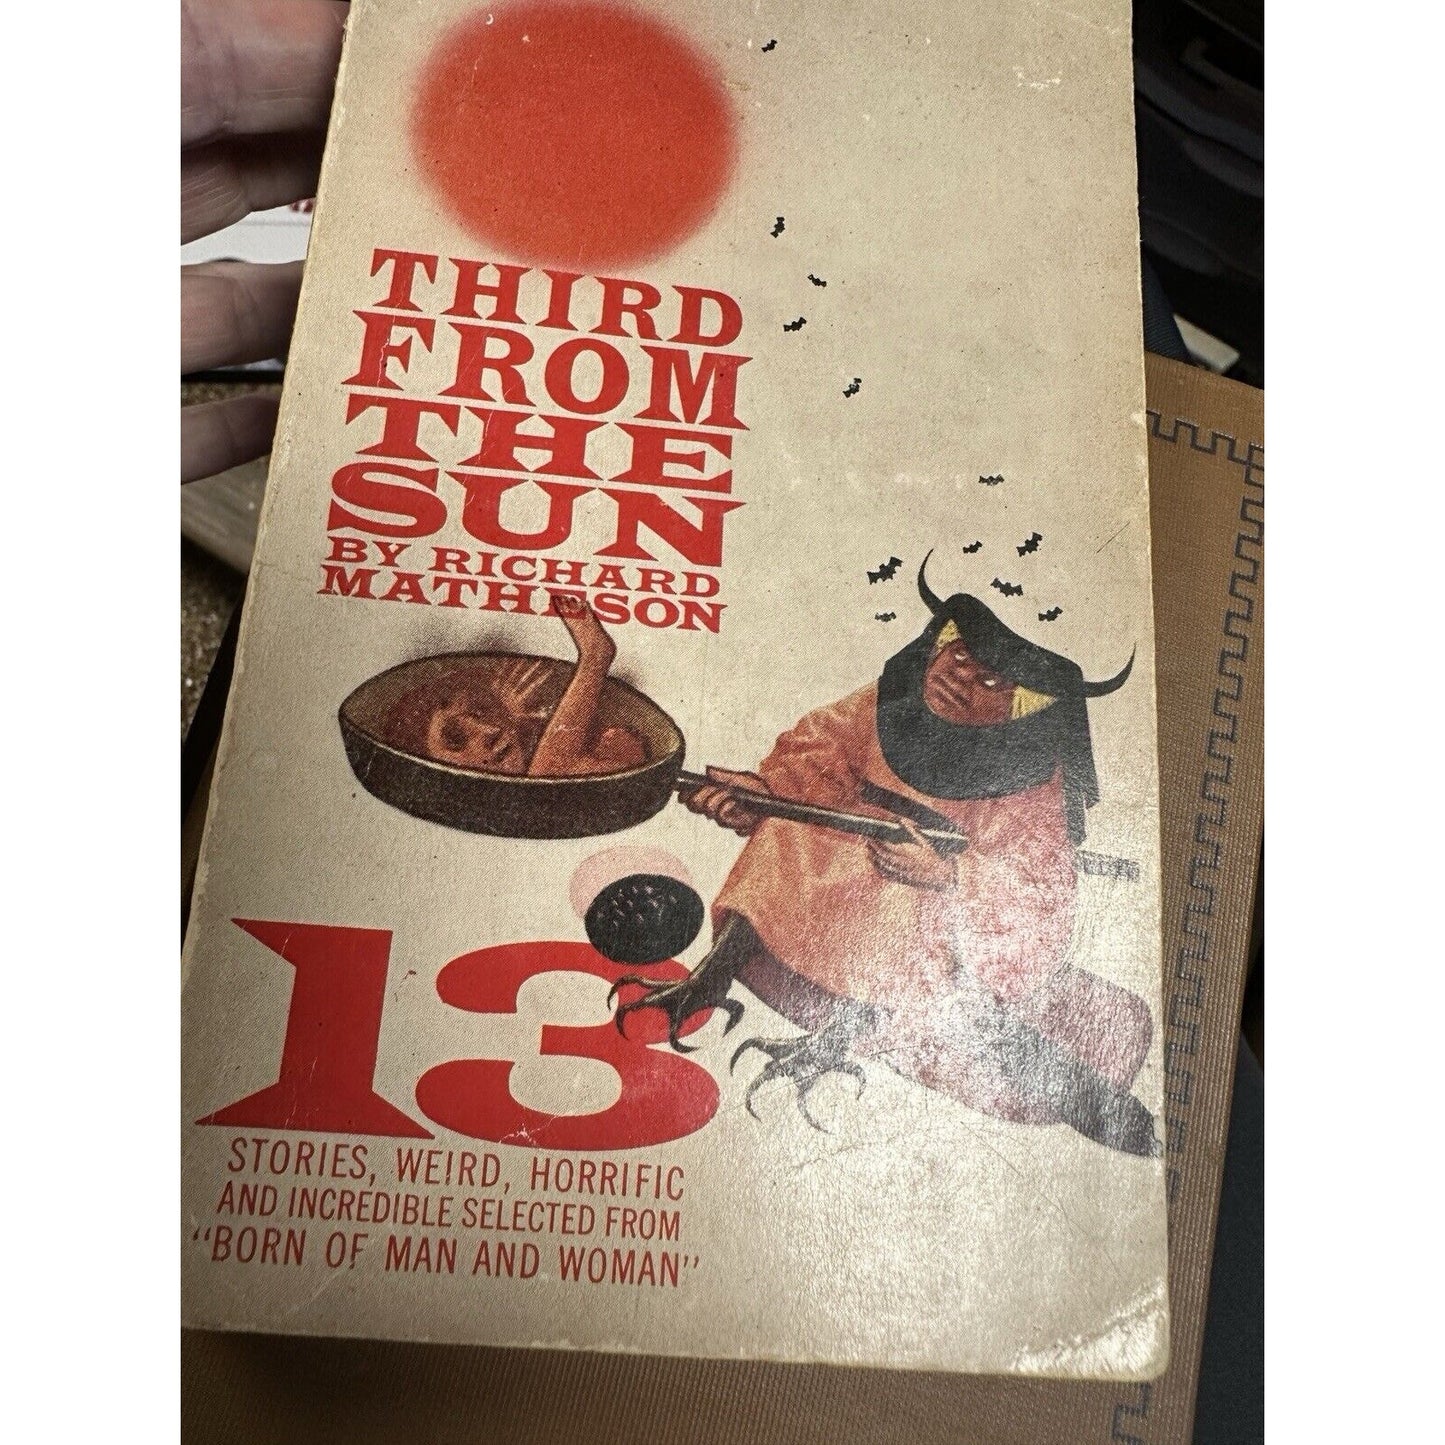 THIRD
FROM
THE
SUN
BY RICHARD
MATHESON
13
STORIES, WEIRD, HORRIFIC
AND INCREDIBLE SELECTED FROM
"BORN OF MAN AND WOMAN"